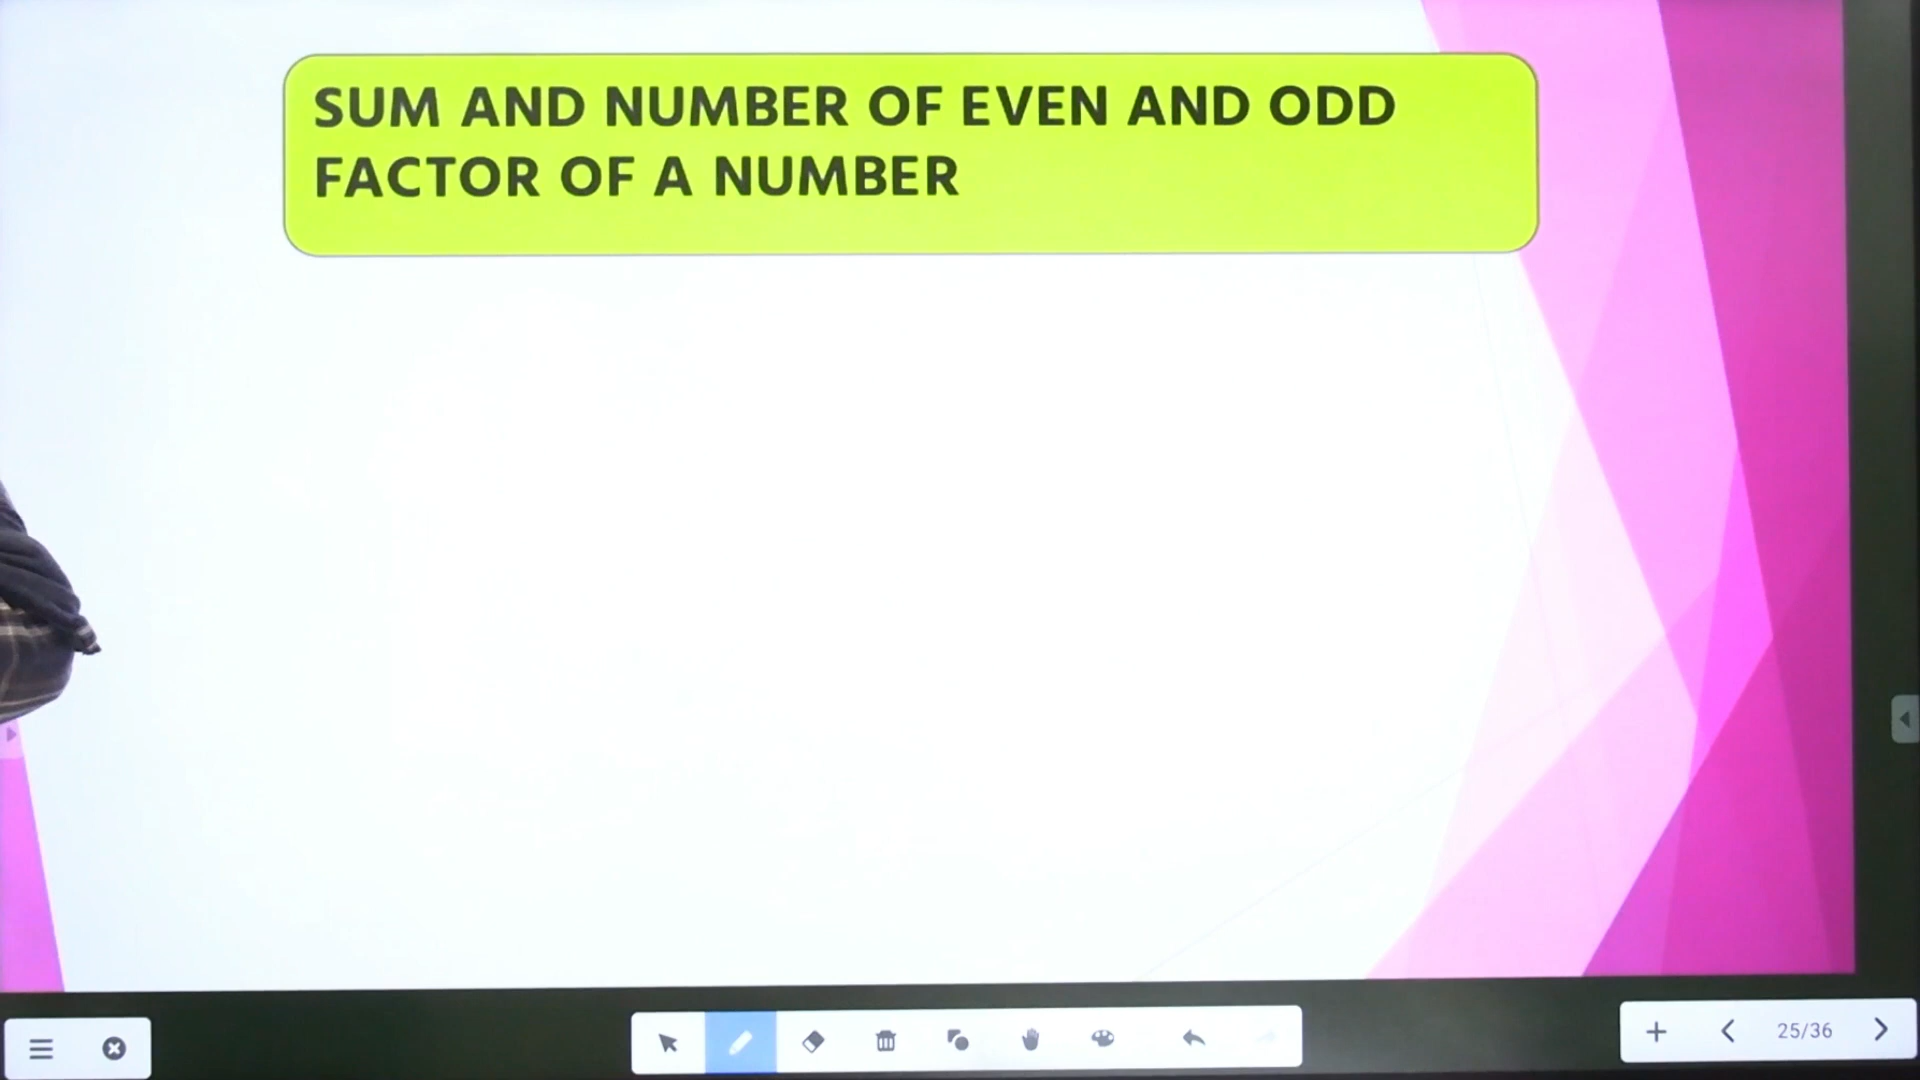 SUM AND NUMBER OF EVEN AND ODD
FACTOR OF A NUMBER
25/36